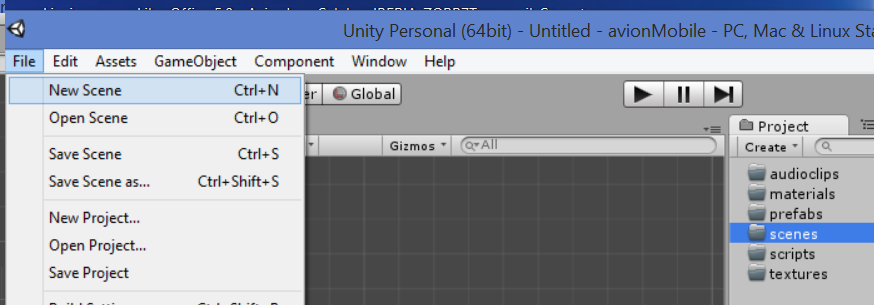 Unity Personal (64bit) - Untitled - avionMobile - PC, Mac & Linux Sta
File Edit Assets GameObject Component Window Help
New Scene Ctrl+N
er Global
Open Scene Ctrl+O
Project
Save Scene Ctrl+S
Gizmos All
Create
Save Scene as... Ctrl+Shift+S
audioclips
materials
New Project...
prefabs
Open Project...
scenes
Save Project
scripts
textures